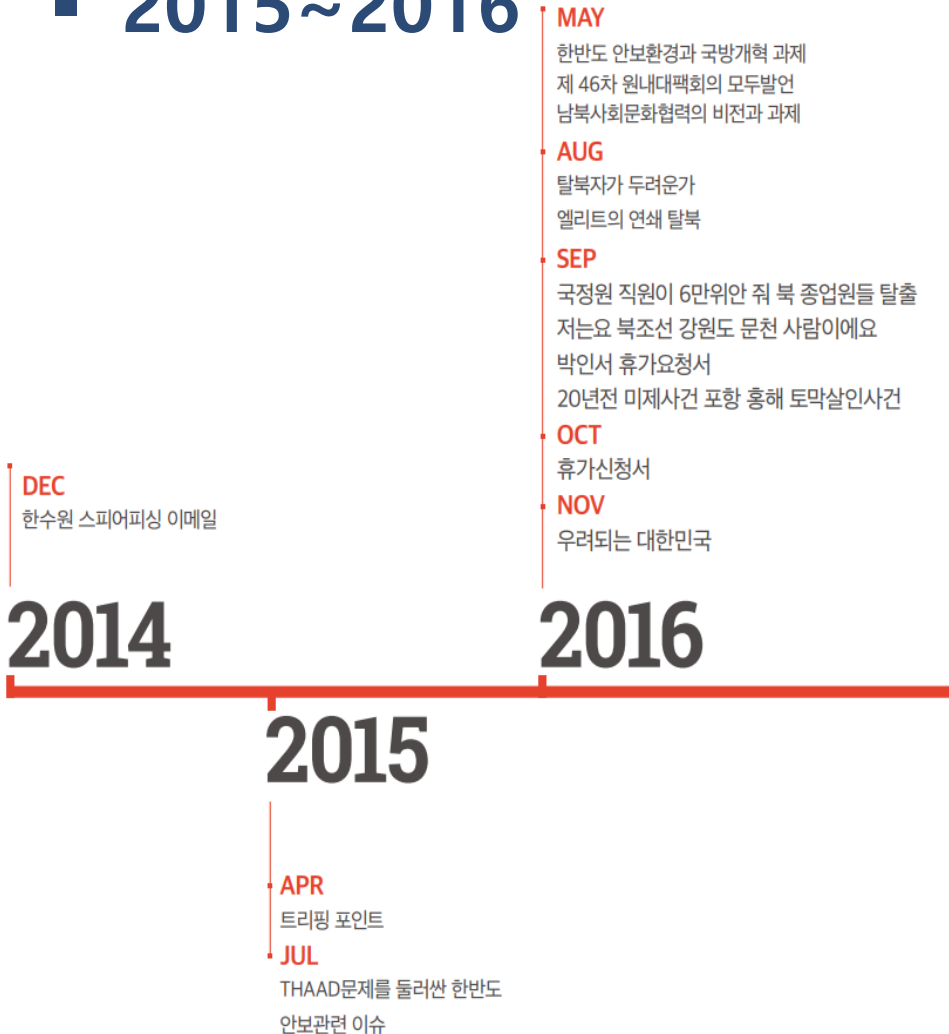 2015~2016
DEC
한수원 스피어피싱 이메일
2014
2015
APR
트리핑 포인트
JUL
THAAD문제를 둘러싼 한반도
안보관련 이슈
MAY
한반도 안보환경과 국방개혁 과제
제 46차 원내대팩회의 모두발언
남북사회문화협력의 비전과 과제
AUG
탈북자가 두려운가
엘리트의 연쇄 탈북
SEP
국정원 직원이 6만위안 줘 북 종업원들 탈출
저는요 북조선 강원도 문천 사람이에요
박인서 휴가요청서
20년전 미제사건 포항 흥해 토막살인사건
OCT
휴가신청서
NOV
우려되는 대한민국
2016